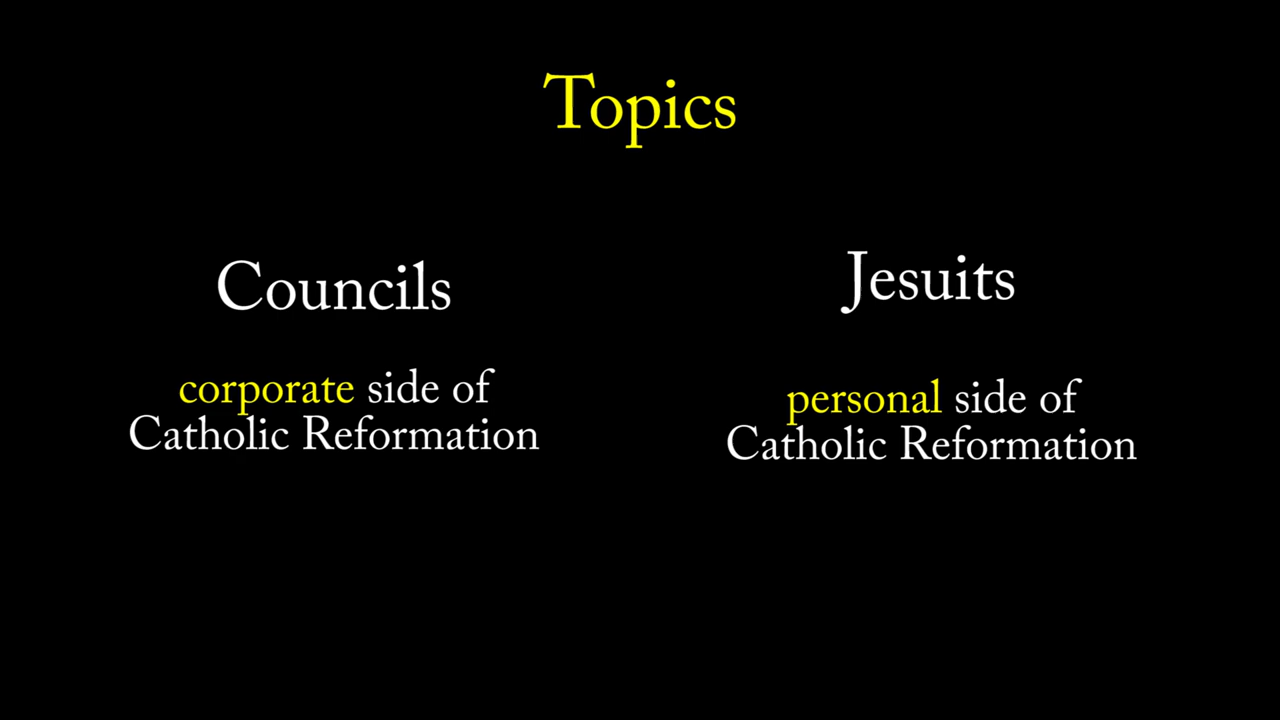 Topics
Councils
corporate side of
Catholic Reformation
Jesuits
personal side of
Catholic Reformation